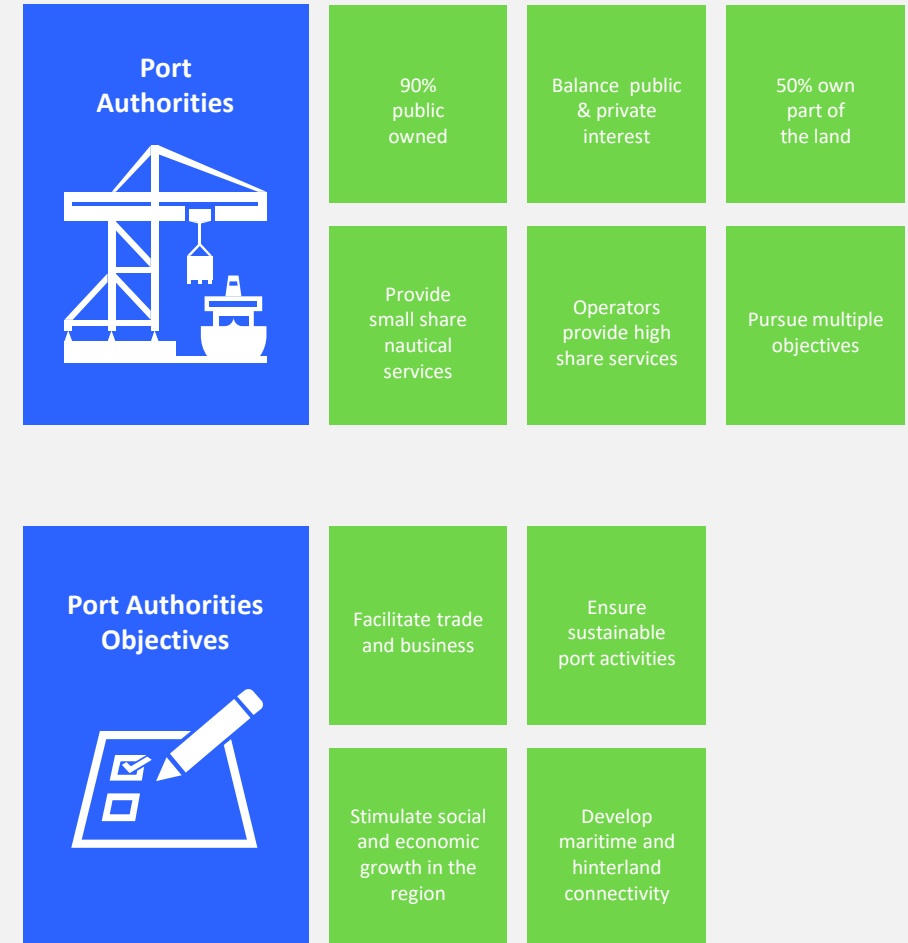 Port
Authorities
90%
public
owned
Balance  public
& private
interest
50% own
part of
the land
Provide
small share
nautical
services
Operators
provide high
share services
Pursue multiple
objectives
Port Authorities
Objectives
Facilitate trade
and business
Ensure
sustainable
port activities
Stimulate social
and economic
growth in the
region
Develop
maritime and
hinterland
connectivity